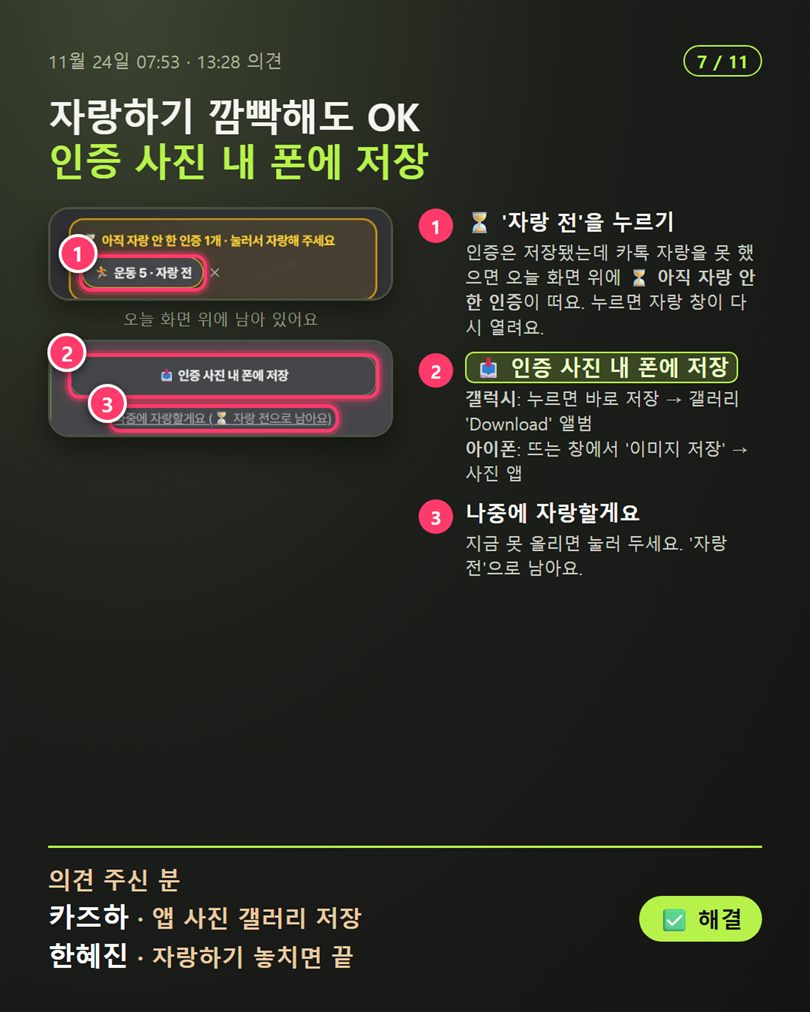 11월 24일 07:53 · 13:28 의견
7 / 11
자랑하기 깜빡해도 OK
인증 사진 내 폰에 저장
1
⏳ 아직 자랑 안 한 인증 1개 · 눌러서 자랑해 주세요
🏃 운동 5 · 자랑 전 ×
오늘 화면 위에 남아 있어요
2
📥 인증 사진 내 폰에 저장
3
나중에 자랑할게요 (⏳ 자랑 전으로 남아요)
1 ⏳ '자랑 전'을 누르기
인증은 저장됐는데 카톡 자랑을 못 했
으면 오늘 화면 위에 ⏳ 아직 자랑 안
한 인증이 떠요. 누르면 자랑 창이 다
시 열려요.
2 📥 인증 사진 내 폰에 저장
갤럭시: 누르면 바로 저장 → 갤러리
'Download' 앨범
아이폰: 뜨는 창에서 '이미지 저장' →
사진 앱
3 나중에 자랑할게요
지금 못 올리면 눌러 두세요. '자랑
전'으로 남아요.
의견 주신 분
카즈하 · 앱 사진 갤러리 저장
한혜진 · 자랑하기 놓치면 끝
✅ 해결